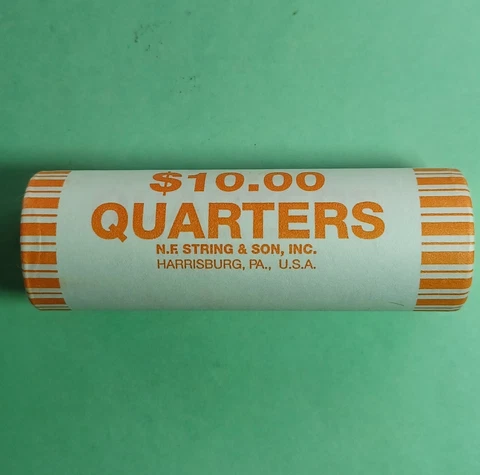 $10.00
QUARTERS
N.F. STRING & SON, INC.
HARRISBURG, PA., U.S.A.